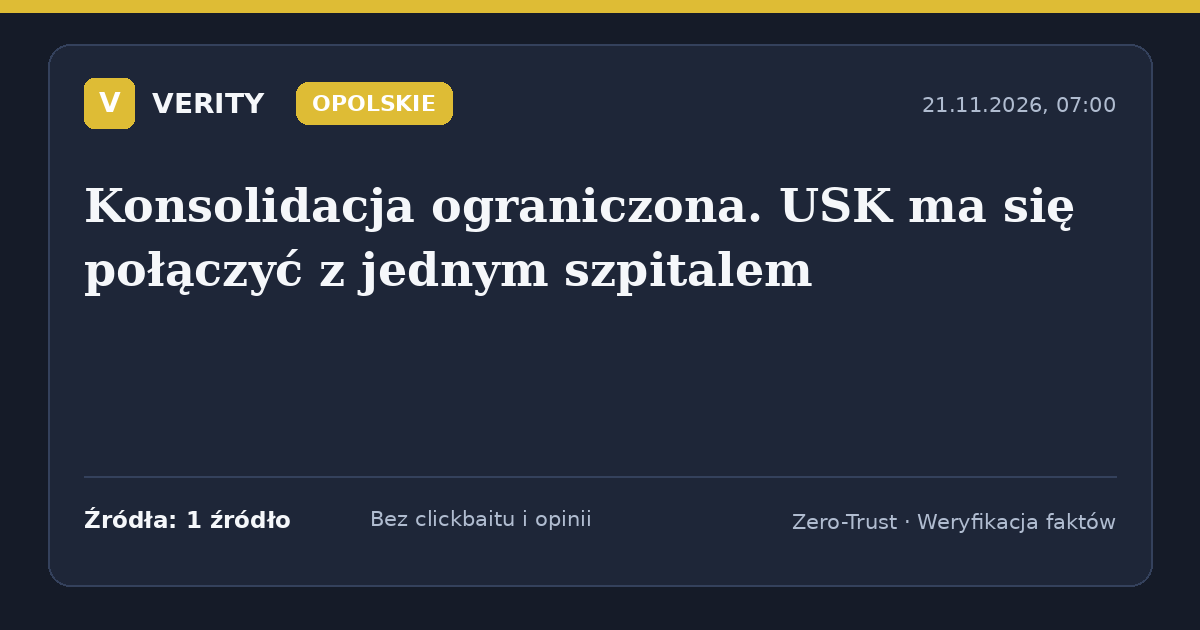 V VERITY OPOLSKIE 21.11.2026, 07:00
Konsolidacja ograniczona. USK ma się
połączyć z jednym szpitalem
Źródła: 1 źródło Bez clickbaitu i opinii Zero-Trust · Weryfikacja faktów